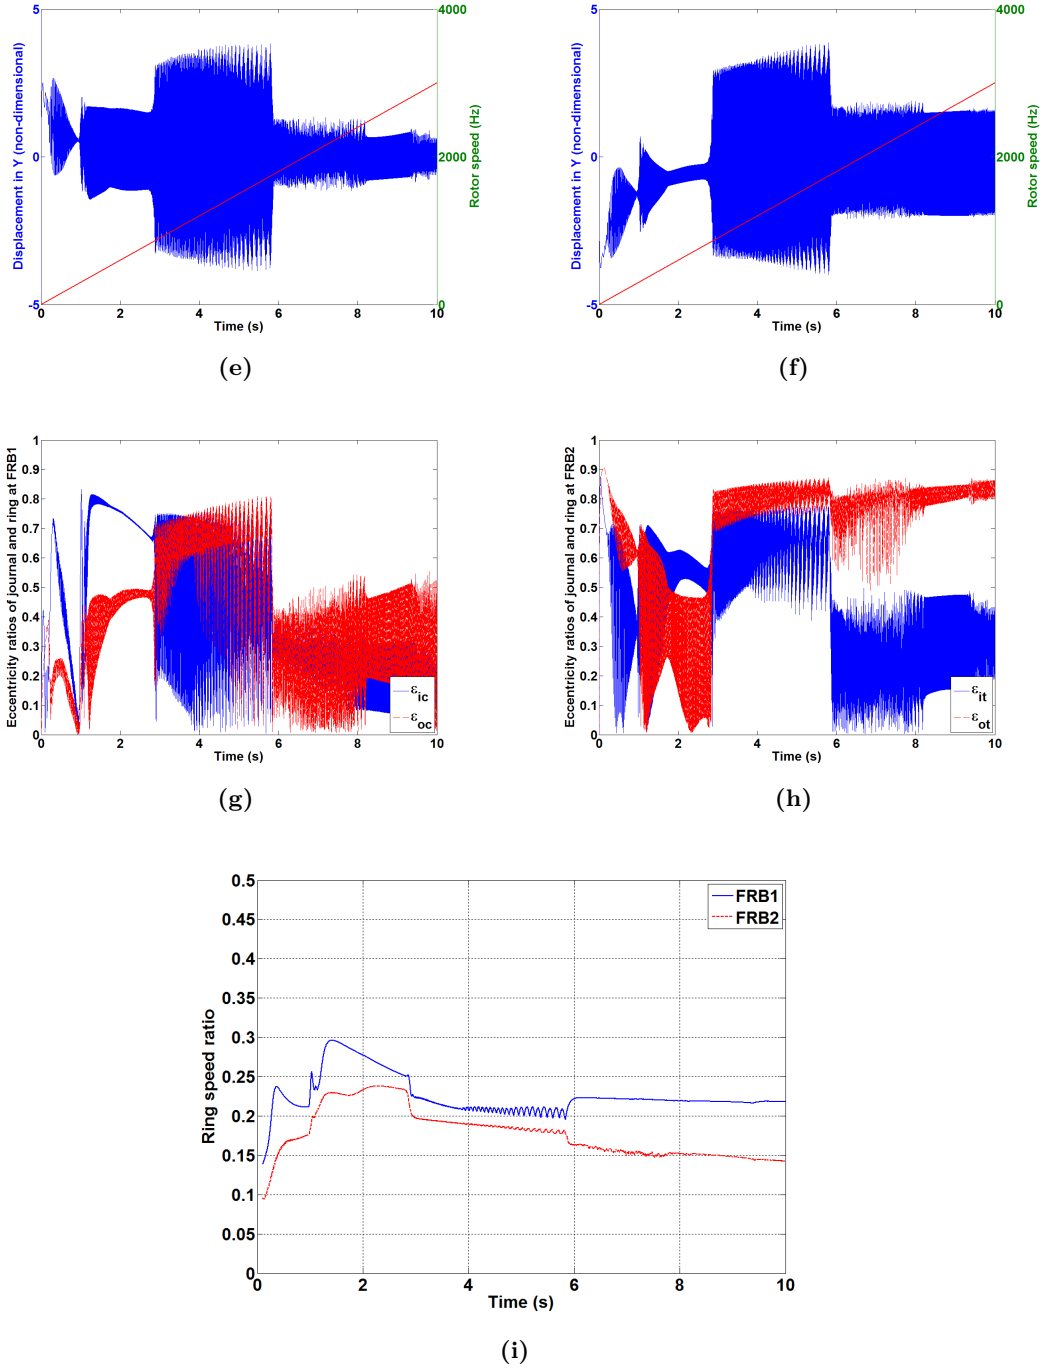 5
0
-5
Displacement in Y (non-dimensional)
0 2 4 6 8 10
Time (s)
4000
2000
0
Rotor speed (Hz)
(e)
5
0
-5
Displacement in Y (non-dimensional)
0 2 4 6 8 10
Time (s)
4000
2000
0
Rotor speed (Hz)
(f)
1
0.9
0.8
0.7
0.6
0.5
0.4
0.3
0.2
0.1
0
Eccentricity ratios of journal and ring at FRB1
0 2 4 6 8 10
Time (s)
ε_ic
ε_oc
(g)
1
0.9
0.8
0.7
0.6
0.5
0.4
0.3
0.2
0.1
0
Eccentricity ratios of journal and ring at FRB2
0 2 4 6 8 10
Time (s)
ε_it
ε_ot
(h)
0.5
0.45
0.4
0.35
0.3
0.25
0.2
0.15
0.1
0.05
0
Ring speed ratio
0 2 4 6 8 10
Time (s)
FRB1
FRB2
(i)